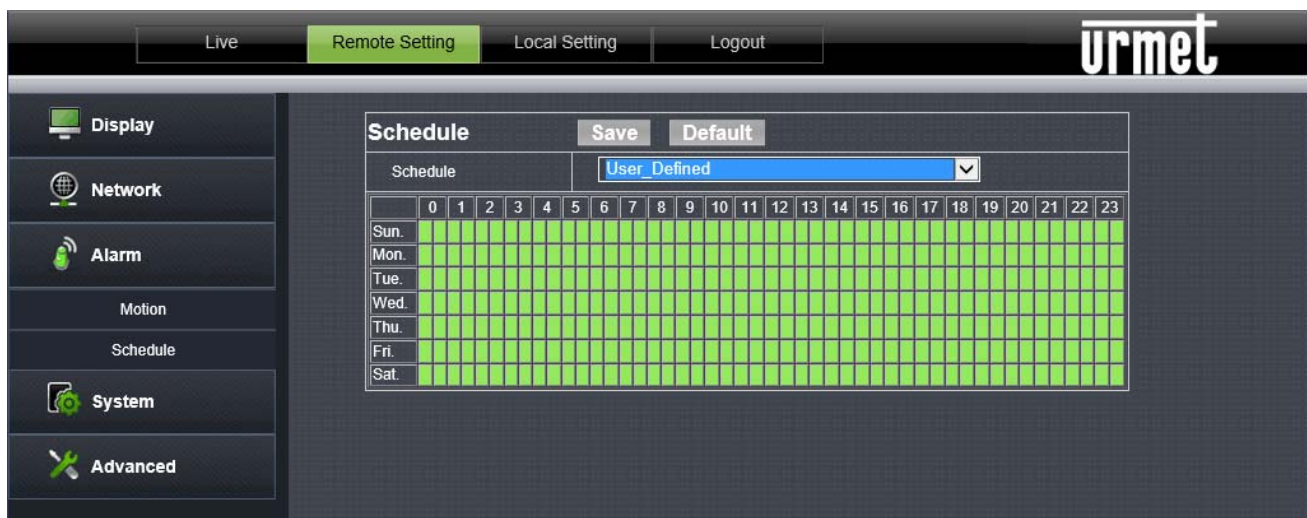 Live Remote Setting Local Setting Logout urmet
Display
Network
Alarm
Motion
Schedule
System
Advanced
Schedule Save Default
Schedule User_Defined
0 1 2 3 4 5 6 7 8 9 10 11 12 13 14 15 16 17 18 19 20 21 22 23
Sun.
Mon.
Tue.
Wed.
Thu.
Fri.
Sat.